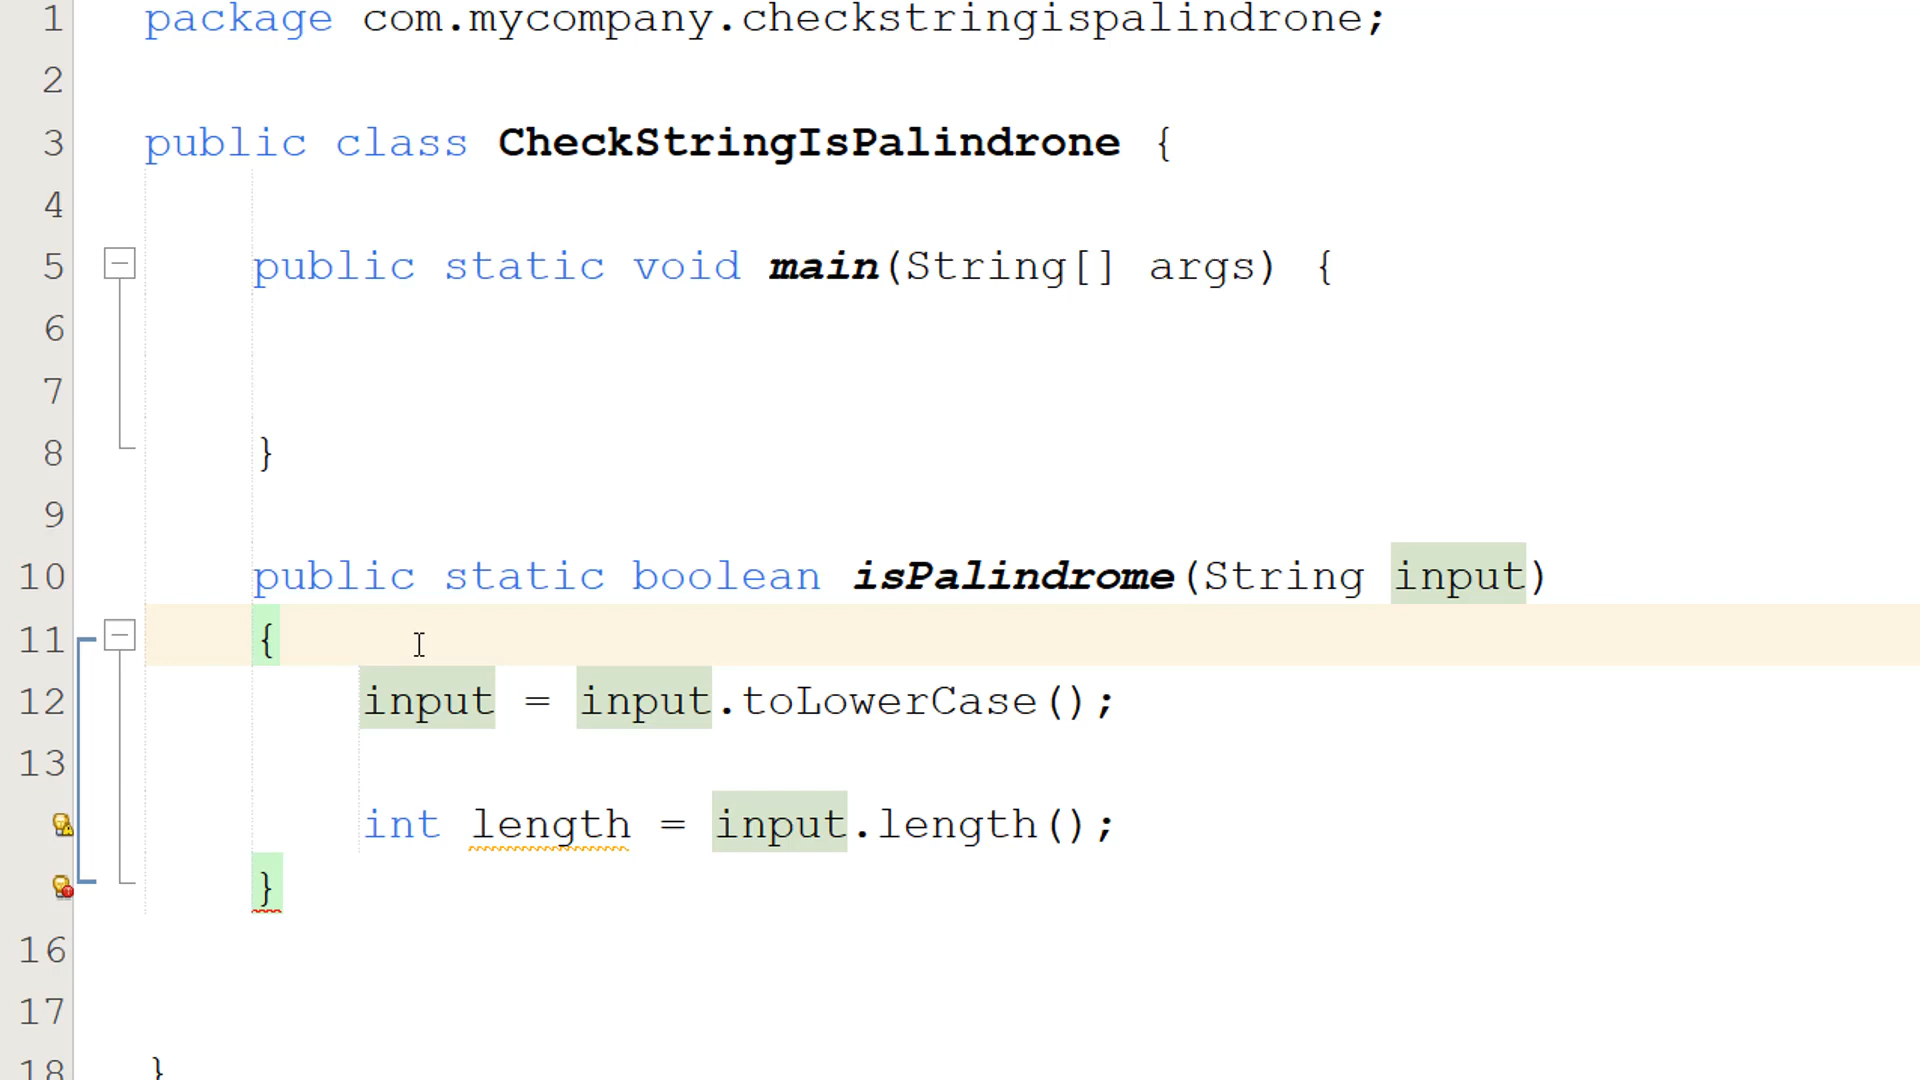 1 package com.mycompany.checkstringispalindrone;
2
3 public class CheckStringIsPalindrone {
4
5 public static void main(String[] args) {
6
7
8 }
9
10 public static boolean isPalindrome(String input)
11 {
12 input = input.toLowerCase();
13
int length = input.length();
}
16
17
18 }